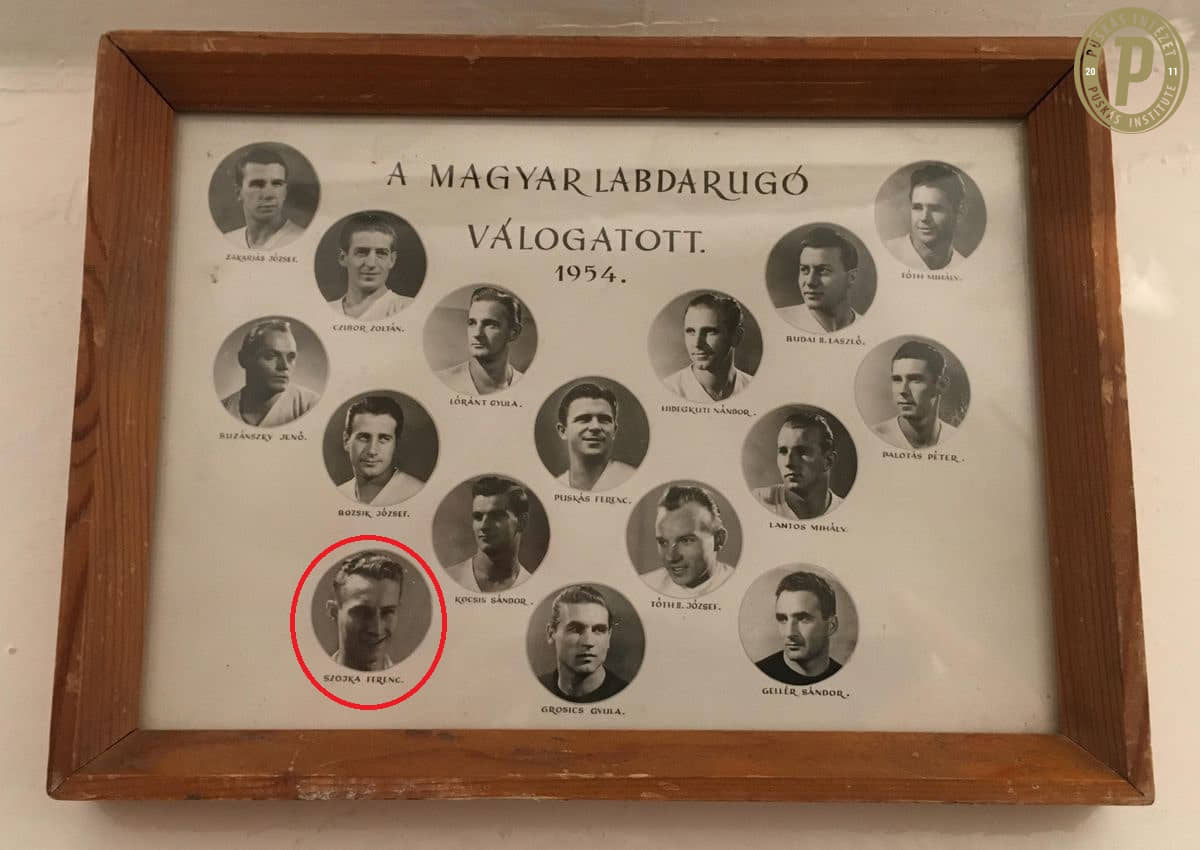 PUSKÁS INTÉZET
20 11
PUSKÁS INSTITUTE
P
A MAGYAR LABDARUGÓ
VÁLOGATOTT.
1954.
ZAKARIÁS JÓZSEF.
TÓTH MIHÁLY.
CZIBOR ZOLTÁN.
BUDAI II. LASZLÓ.
LÓRÁNT GYULA.
HIDEGKUTI NÁNDOR.
BUZÁNSZKY JENŐ.
PALOTÁS PÉTER.
PUSKÁS FERENC.
BOZSIK JÓZSEF.
LANTOS MIHÁLY.
KOCSIS SÁNDOR.
TÓTH II. JÓZSEF.
SZOJKA FERENC.
GROSICS GYULA.
GELLÉR SÁNDOR.